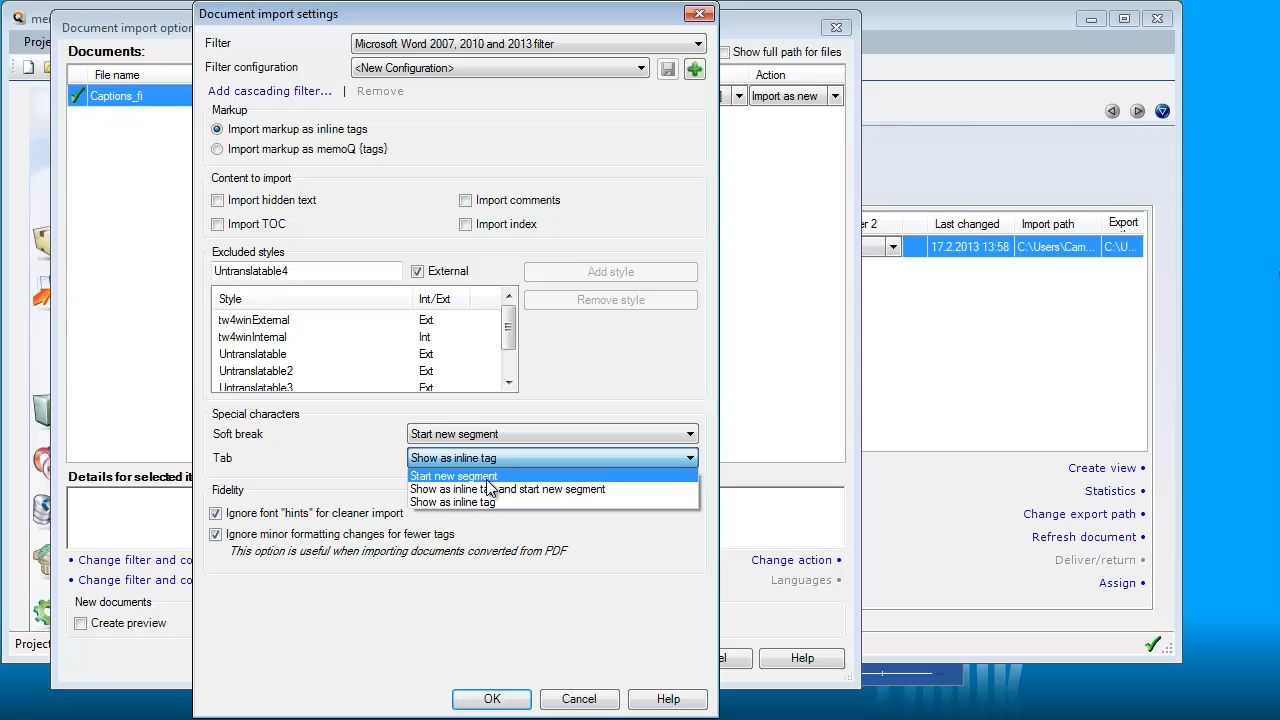 me
Document import optio
Document import settings
Proje
Documents:
Filter
Microsoft Word 2007, 2010 and 2013 filter
Show full path for files
Filter configuration
<New Configuration>
File name
Action
Add cascading filter... | Remove
Captions_fi
Import as new
Markup
Import markup as inline tags
Import markup as memoQ {tags}
Content to import
Import hidden text
Import comments
Import TOC
Import index
er 2
Last changed
Import path
Export
17.2.2013 13:58
C:\Users\Cam...
C:\U...
Excluded styles
Untranslatable4
External
Add style
Style
Int/Ext
Remove style
tw4winExternal
Ext
tw4winInternal
Int
Untranslatable
Ext
Untranslatable2
Ext
Untranslatable3
Ext
Special characters
Soft break
Start new segment
Tab
Show as inline tag
Start new segment
Show as inline tag and start new segment
Show as inline tag
Create view
Details for selected it
Statistics
Fidelity
Ignore font "hints" for cleaner import
Change export path
Ignore minor formatting changes for fewer tags
Refresh document
This option is useful when importing documents converted from PDF
Change filter and co
Change action
Deliver/return
Change filter and co
Languages
Assign
New documents
Create preview
Project
el
Help
OK
Cancel
Help